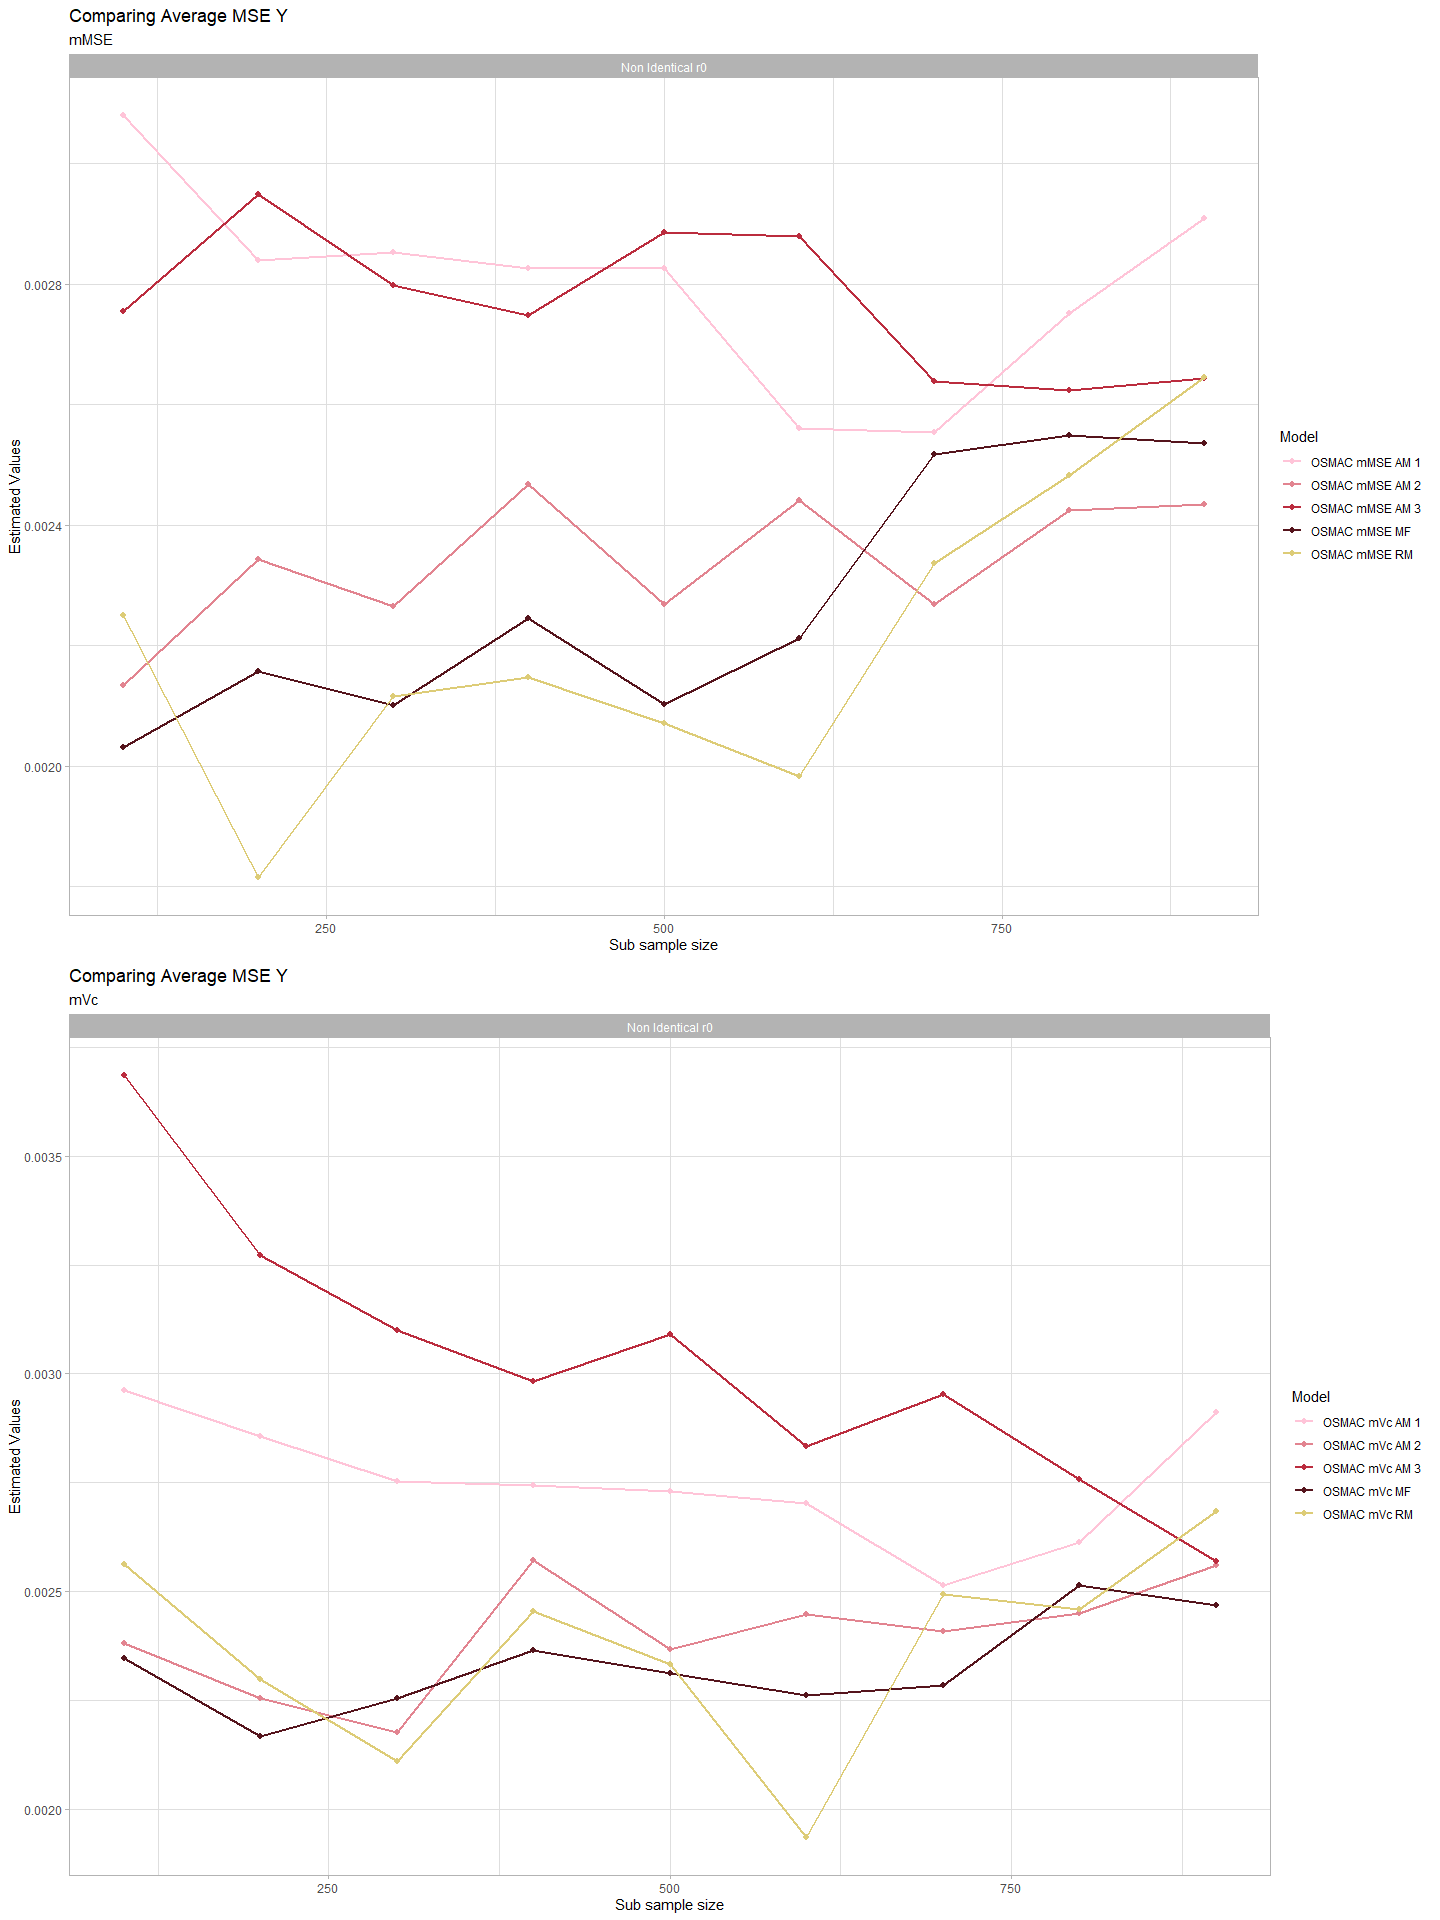 Comparing Average MSE Y
mMSE
Non Identical r0
0.0028
0.0024
0.0020
Estimated Values
250
500
750
Sub sample size
Model
OSMAC mMSE AM 1
OSMAC mMSE AM 2
OSMAC mMSE AM 3
OSMAC mMSE MF
OSMAC mMSE RM
Comparing Average MSE Y
mVc
Non Identical r0
0.0035
0.0030
0.0025
0.0020
Estimated Values
250
500
750
Sub sample size
Model
OSMAC mVc AM 1
OSMAC mVc AM 2
OSMAC mVc AM 3
OSMAC mVc MF
OSMAC mVc RM